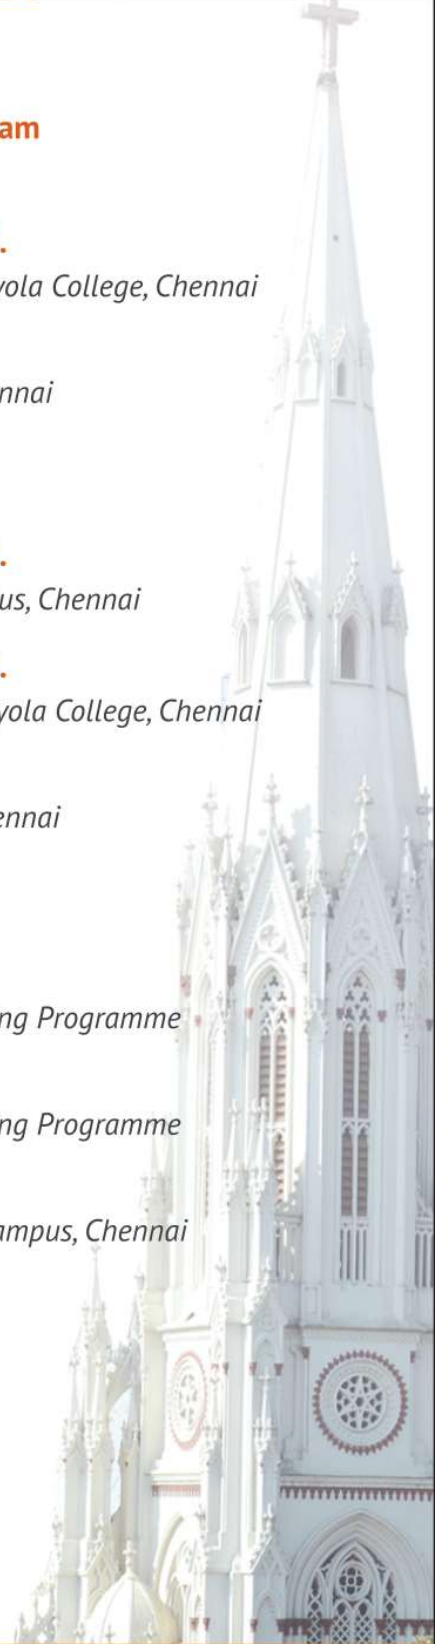 am
.
yola College, Chennai
nnai
.
us, Chennai
.
yola College, Chennai
ennai
ng Programme
ng Programme
ampus, Chennai